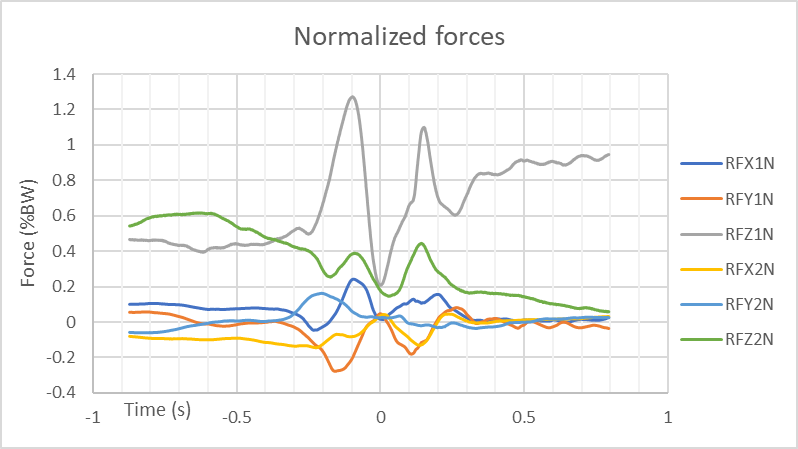 Normalized forces
Force (%BW)
1.4
1.2
1
0.8
0.6
0.4
0.2
0
-0.2
-0.4
-1
-0.5
0
0.5
1
Time (s)
RFX1N
RFY1N
RFZ1N
RFX2N
RFY2N
RFZ2N